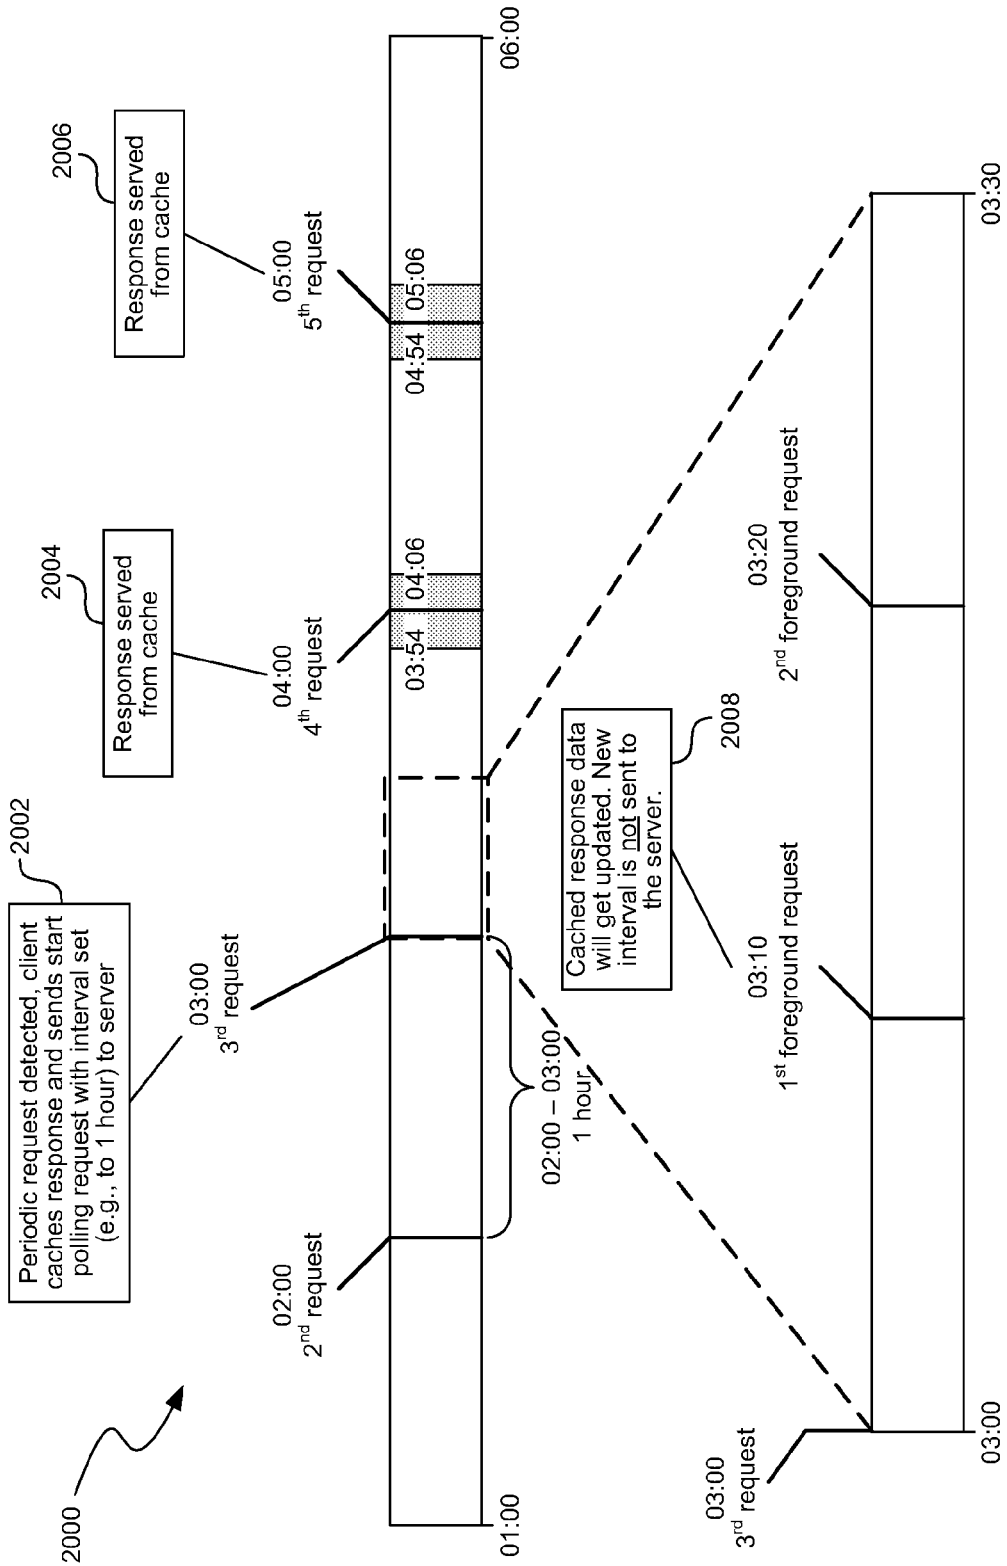 2000
2002
Periodic request detected, client
caches response and sends start
polling request with interval set
(e.g., to 1 hour) to server
2004
Response served
from cache
2006
Response served
from cache
02:00
2nd request
03:00
3rd request
04:00
4th request
05:00
5th request
03:54
04:06
04:54
05:06
01:00
06:00
02:00 – 03:00
1 hour
Cached response data
will get updated. New
interval is not sent to
the server.
2008
03:00
3rd request
03:10
1st foreground request
03:20
2nd foreground request
03:00
03:30